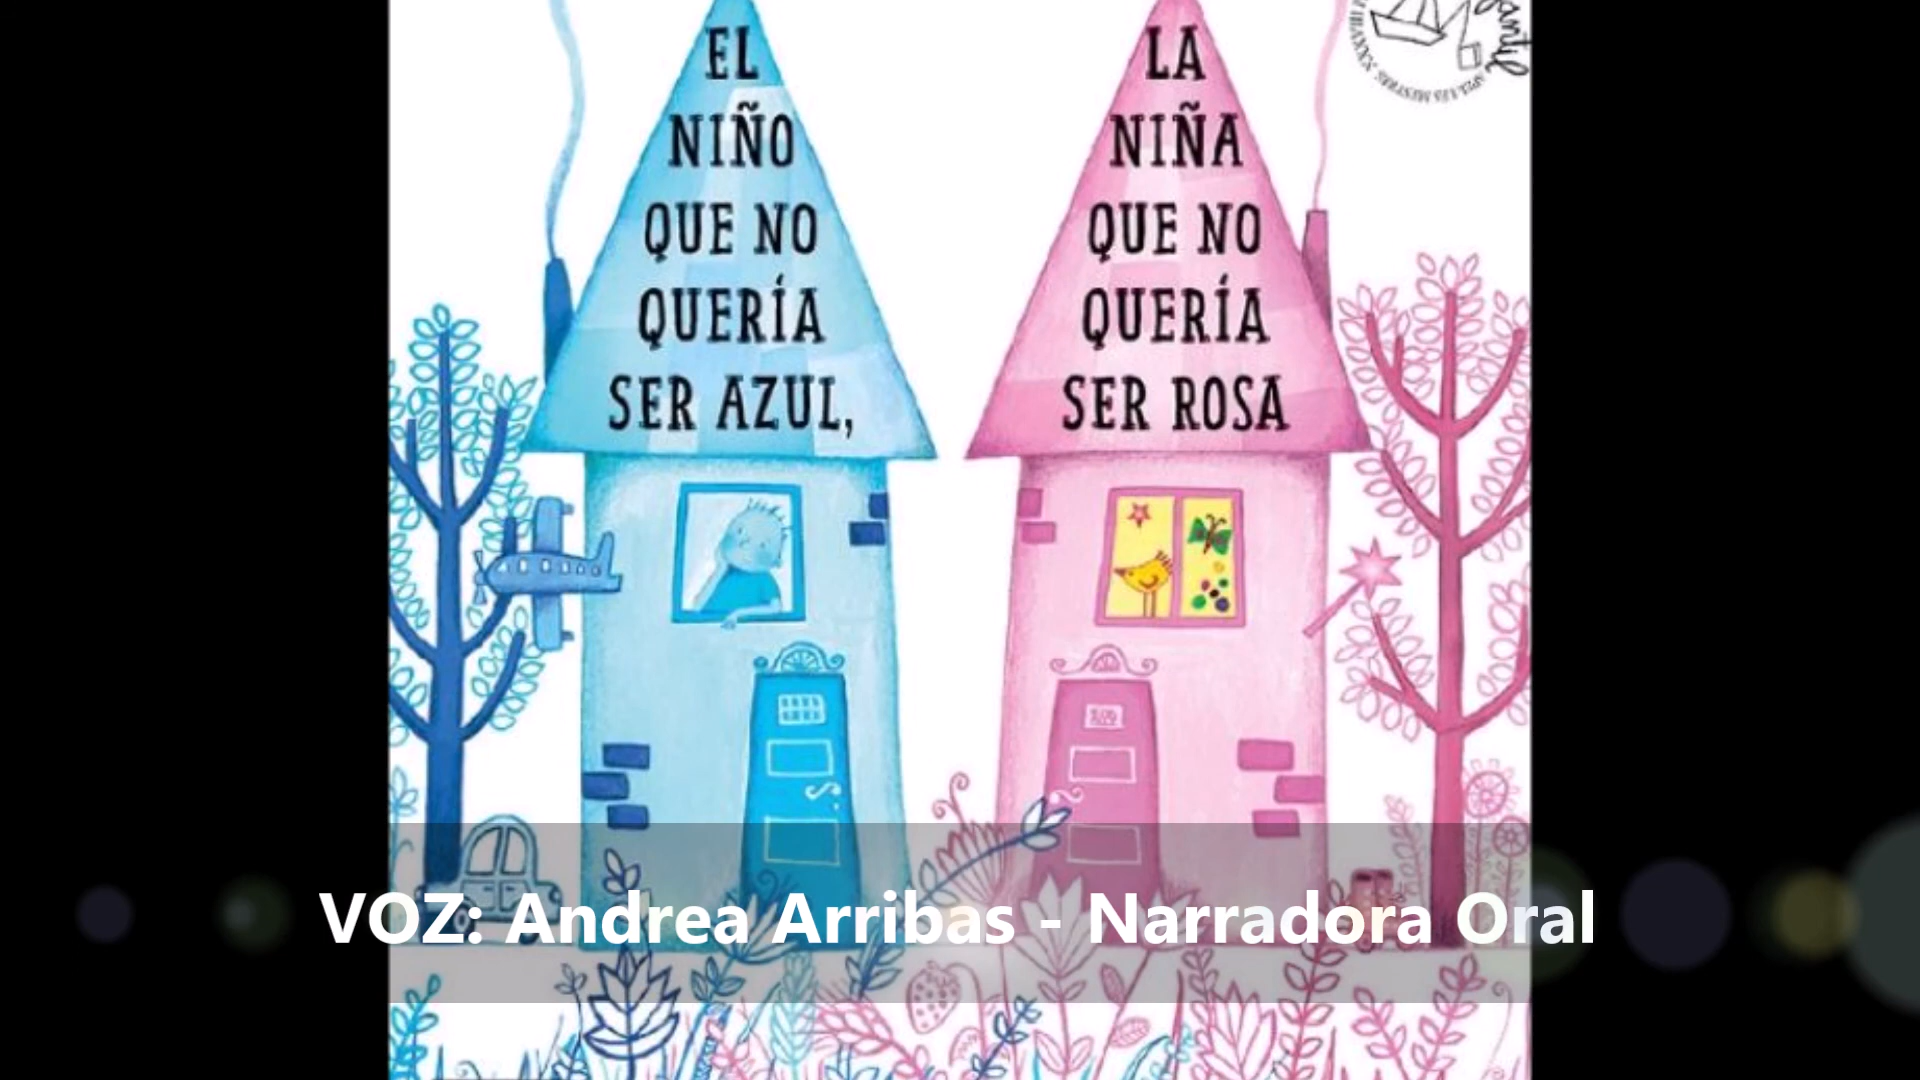 EL
NIÑO
QUE NO
QUERÍA
SER AZUL,
LA
NIÑA
QUE NO
QUERÍA
SER ROSA
VOZ: Andrea Arribas - Narradora Oral